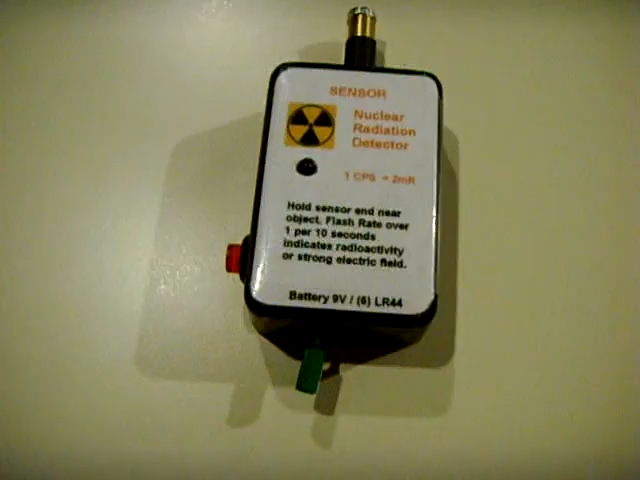 SENSOR
Nuclear
Radiation
Detector
1 CPS = 2mR
Hold sensor end near
object. Flash Rate over
1 per 10 seconds
indicates radioactivity
or strong electric field.
Battery 9V / (6) LR44